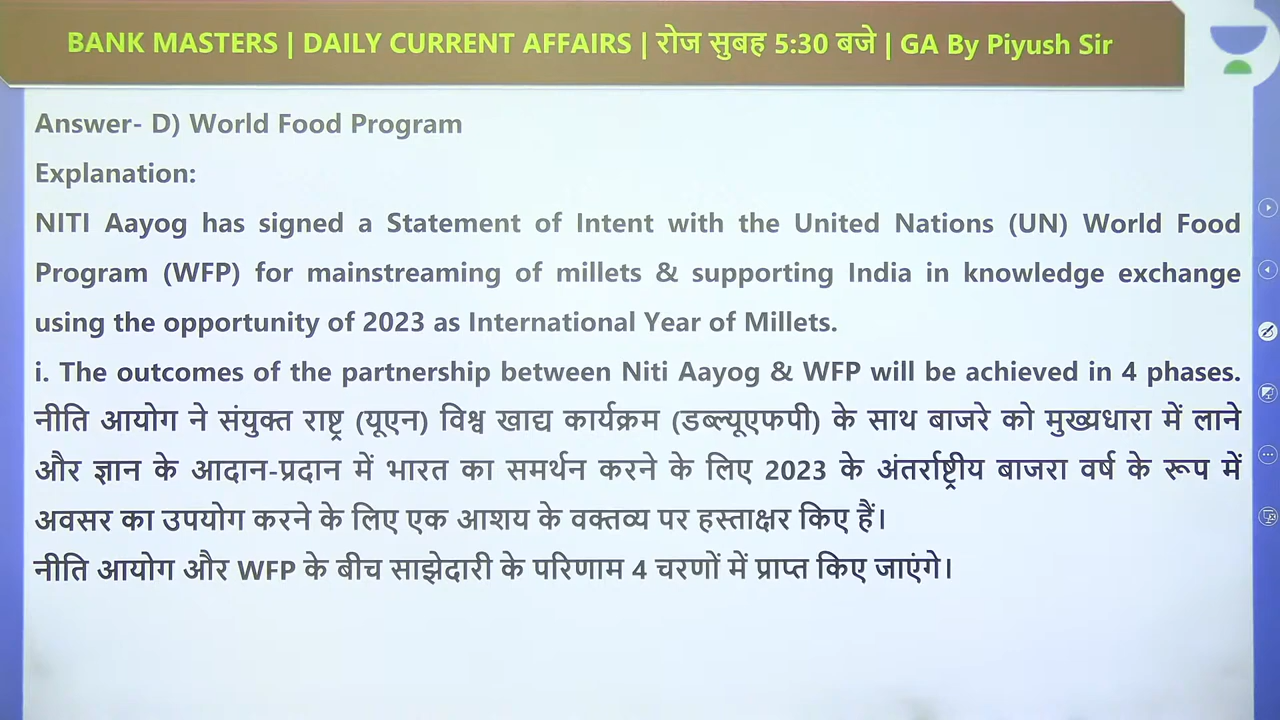 BANK MASTERS | DAILY CURRENT AFFAIRS | रोज सुबह 5:30 बजे | GA By Piyush Sir
Answer- D) World Food Program
Explanation:
NITI Aayog has signed a Statement of Intent with the United Nations (UN) World Food
Program (WFP) for mainstreaming of millets & supporting India in knowledge exchange
using the opportunity of 2023 as International Year of Millets.
i. The outcomes of the partnership between Niti Aayog & WFP will be achieved in 4 phases.
नीति आयोग ने संयुक्त राष्ट्र (यूएन) विश्व खाद्य कार्यक्रम (डब्ल्यूएफपी) के साथ बाजरे को मुख्यधारा में लाने
और ज्ञान के आदान-प्रदान में भारत का समर्थन करने के लिए 2023 के अंतर्राष्ट्रीय बाजरा वर्ष के रूप में
अवसर का उपयोग करने के लिए एक आशय के वक्तव्य पर हस्ताक्षर किए हैं।
नीति आयोग और WFP के बीच साझेदारी के परिणाम 4 चरणों में प्राप्त किए जाएंगे।